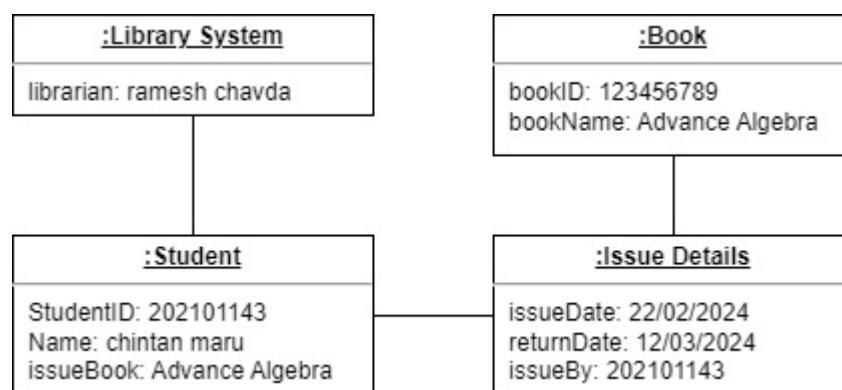 :Library System
librarian: ramesh chavda
:Book
bookID: 123456789
bookName: Advance Algebra
:Student
StudentID: 202101143
Name: chintan maru
issueBook: Advance Algebra
:Issue Details
issueDate: 22/02/2024
returnDate: 12/03/2024
issueBy: 202101143